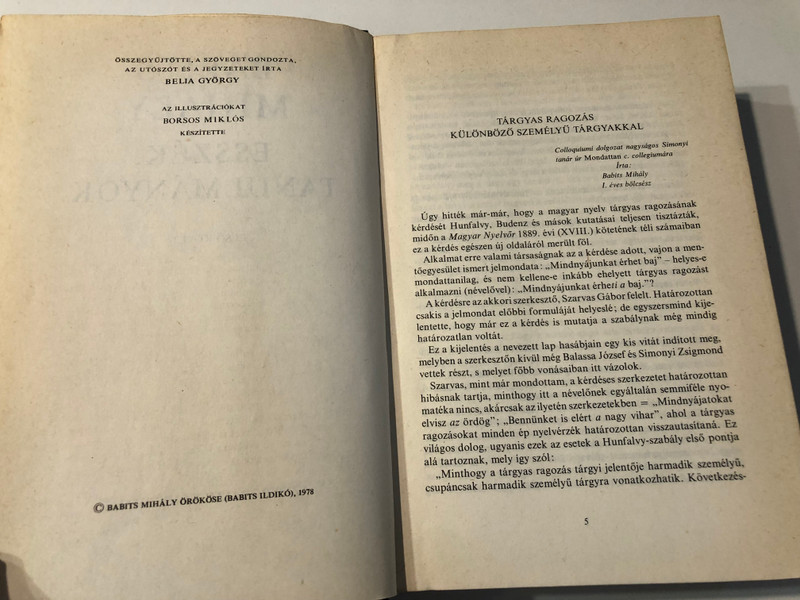 ÖSSZEGYŰJTÖTTE, A SZÖVEGET GONDOZTA,
AZ UTÓSZÓT ÉS A JEGYZETEKET ÍRTA
BELIA GYÖRGY
AZ ILLUSZTRÁCIÓKAT
BORSOS MIKLÓS
KÉSZÍTETTE
© BABITS MIHÁLY ÖRÖKÖSE (BABITS ILDIKÓ), 1978
TÁRGYAS RAGOZÁS
KÜLÖNBÖZŐ SZEMÉLYŰ TÁRGYAKKAL
Colloquiumi dolgozat nagyságos Simonyi
tanár úr Mondattan c. collegiumára
Írta:
Babits Mihály
I. éves bölcsész
Úgy hitték már-már, hogy a magyar nyelv tárgyas ragozásának
kérdését Hunfalvy, Budenz és mások kutatásai teljesen tisztázták,
midőn a Magyar Nyelvőr 1889. évi (XVIII.) kötetének téli számaiban
ez a kérdés egészen új oldaláról merült föl.
Alkalmat erre valami társaságnak az a kérdése adott, vajon a men-
tőegyesület ismert jelmondata: „Mindnyájunkat érhet baj" – helyes-e
mondattanilag, és nem kellene-e inkább ehelyett tárgyas ragozást
alkalmazni (névelővel): „Mindnyájunkat érheti a baj."?
A kérdésre az akkori szerkesztő, Szarvas Gábor felelt. Határozottan
csakis a jelmondat előbbi formuláját helyeslé; de egyszersmind kije-
lentette, hogy már ez a kérdés is mutatja a szabálynak még mindig
határozatlan voltát.
Ez a kijelentés a nevezett lap hasábjain egy kis vitát indított meg,
melyben a szerkesztőn kívül még Balassa József és Simonyi Zsigmond
vettek részt, s melyet főbb vonásaiban itt vázolok.
Szarvas, mint már mondottam, a kérdéses szerkezetet határozottan
hibásnak tartja, minthogy itt a névelőnek egyáltalán semmiféle nyo-
matéka nincs, akárcsak az ilyetén szerkezetekben = „Mindnyájatokat
elvisz az ördög"; „Bennünket is elért a nagy vihar", ahol a tárgyas
ragozásokat minden ép nyelvérzék határozottan visszautasítaná. Ez
világos dolog, ugyanis ezek az esetek a Hunfalvy-szabály első pontja
alá tartoznak, mely így szól:
„Minthogy a tárgyas ragozás tárgyi jelentője harmadik személyű,
csupáncsak harmadik személyű tárgyra vonatkozhatik. Következés-
5